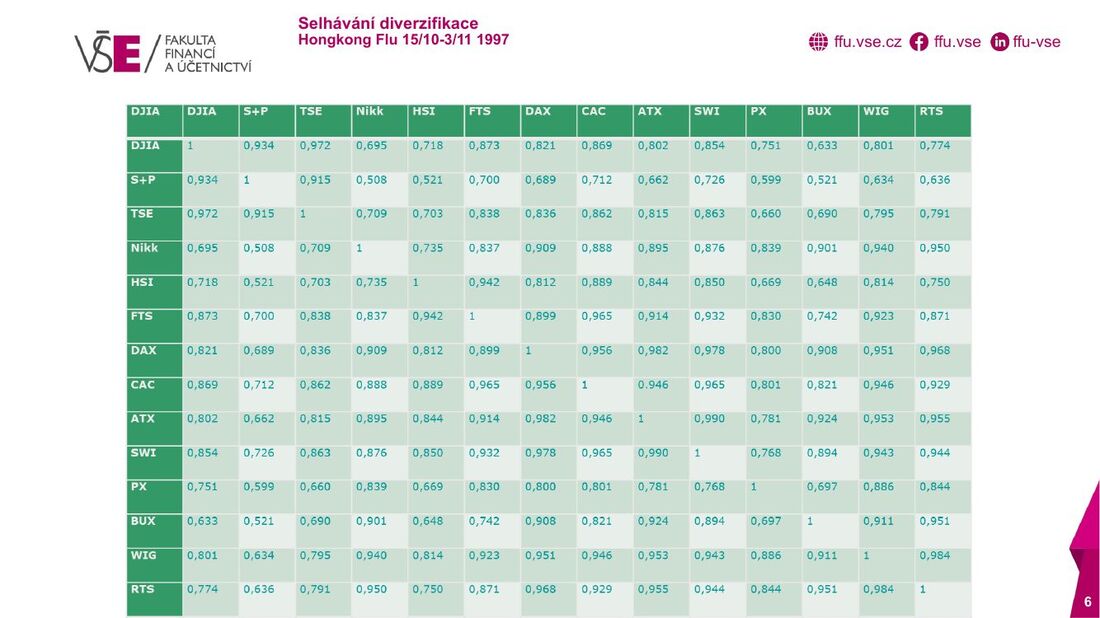 Selhávání diverzifikace
Hongkong Flu 15/10-3/11 1997
VŠE / FAKULTA
FINANCÍ
A ÚČETNICTVÍ
ffu.vse.cz ffu.vse in ffu-vse
DJIA DJIA S+P TSE Nikk HSI FTS DAX CAC ATX SWI PX BUX WIG RTS
DJIA 1 0,934 0,972 0,695 0,718 0,873 0,821 0,869 0,802 0,854 0,751 0,633 0,801 0,774
S+P 0,934 1 0,915 0,508 0,521 0,700 0,689 0,712 0,662 0,726 0,599 0,521 0,634 0,636
TSE 0,972 0,915 1 0,709 0,703 0,838 0,836 0,862 0,815 0,863 0,660 0,690 0,795 0,791
Nikk 0,695 0,508 0,709 1 0,735 0,837 0,909 0,888 0,895 0,876 0,839 0,901 0,940 0,950
HSI 0,718 0,521 0,703 0,735 1 0,942 0,812 0,889 0,844 0,850 0,669 0,648 0,814 0,750
FTS 0,873 0,700 0,838 0,837 0,942 1 0,899 0,965 0,914 0,932 0,830 0,742 0,923 0,871
DAX 0,821 0,689 0,836 0,909 0,812 0,899 1 0,956 0,982 0,978 0,800 0,908 0,951 0,968
CAC 0,869 0,712 0,862 0,888 0,889 0,965 0,956 1 0.946 0,965 0,801 0,821 0,946 0,929
ATX 0,802 0,662 0,815 0,895 0,844 0,914 0,982 0,946 1 0,990 0,781 0,924 0,953 0,955
SWI 0,854 0,726 0,863 0,876 0,850 0,932 0,978 0,965 0,990 1 0,768 0,894 0,943 0,944
PX 0,751 0,599 0,660 0,839 0,669 0,830 0,800 0,801 0,781 0,768 1 0,697 0,886 0,844
BUX 0,633 0,521 0,690 0,901 0,648 0,742 0,908 0,821 0,924 0,894 0,697 1 0,911 0,951
WIG 0,801 0,634 0,795 0,940 0,814 0,923 0,951 0,946 0,953 0,943 0,886 0,911 1 0,984
RTS 0,774 0,636 0,791 0,950 0,750 0,871 0,968 0,929 0,955 0,944 0,844 0,951 0,984 1
6